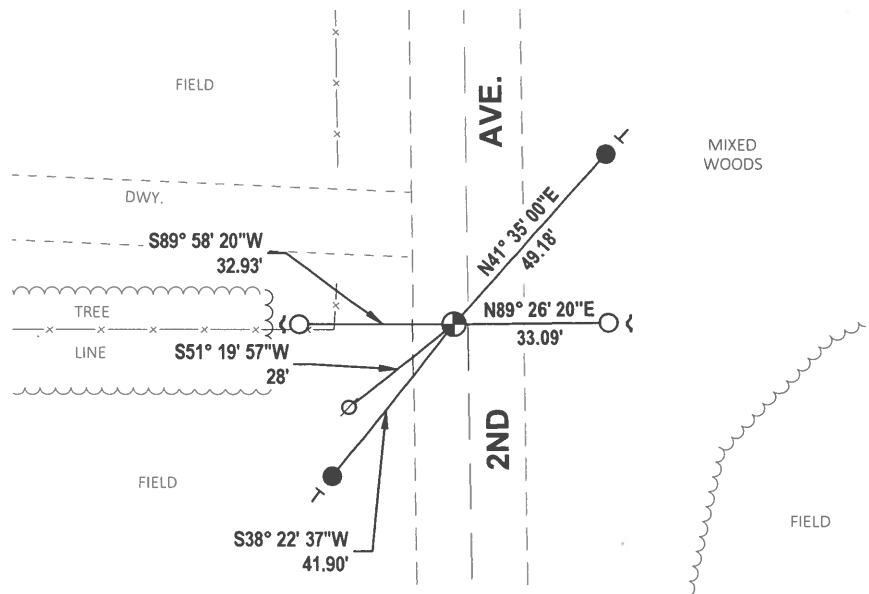 FIELD
AVE.
MIXED
WOODS
DWY.
N41° 35' 00"E
49.18'
S89° 58' 20"W
32.93'
TREE
LINE
N89° 26' 20"E
33.09'
S51° 19' 57"W
28'
2ND
FIELD
FIELD
S38° 22' 37"W
41.90'